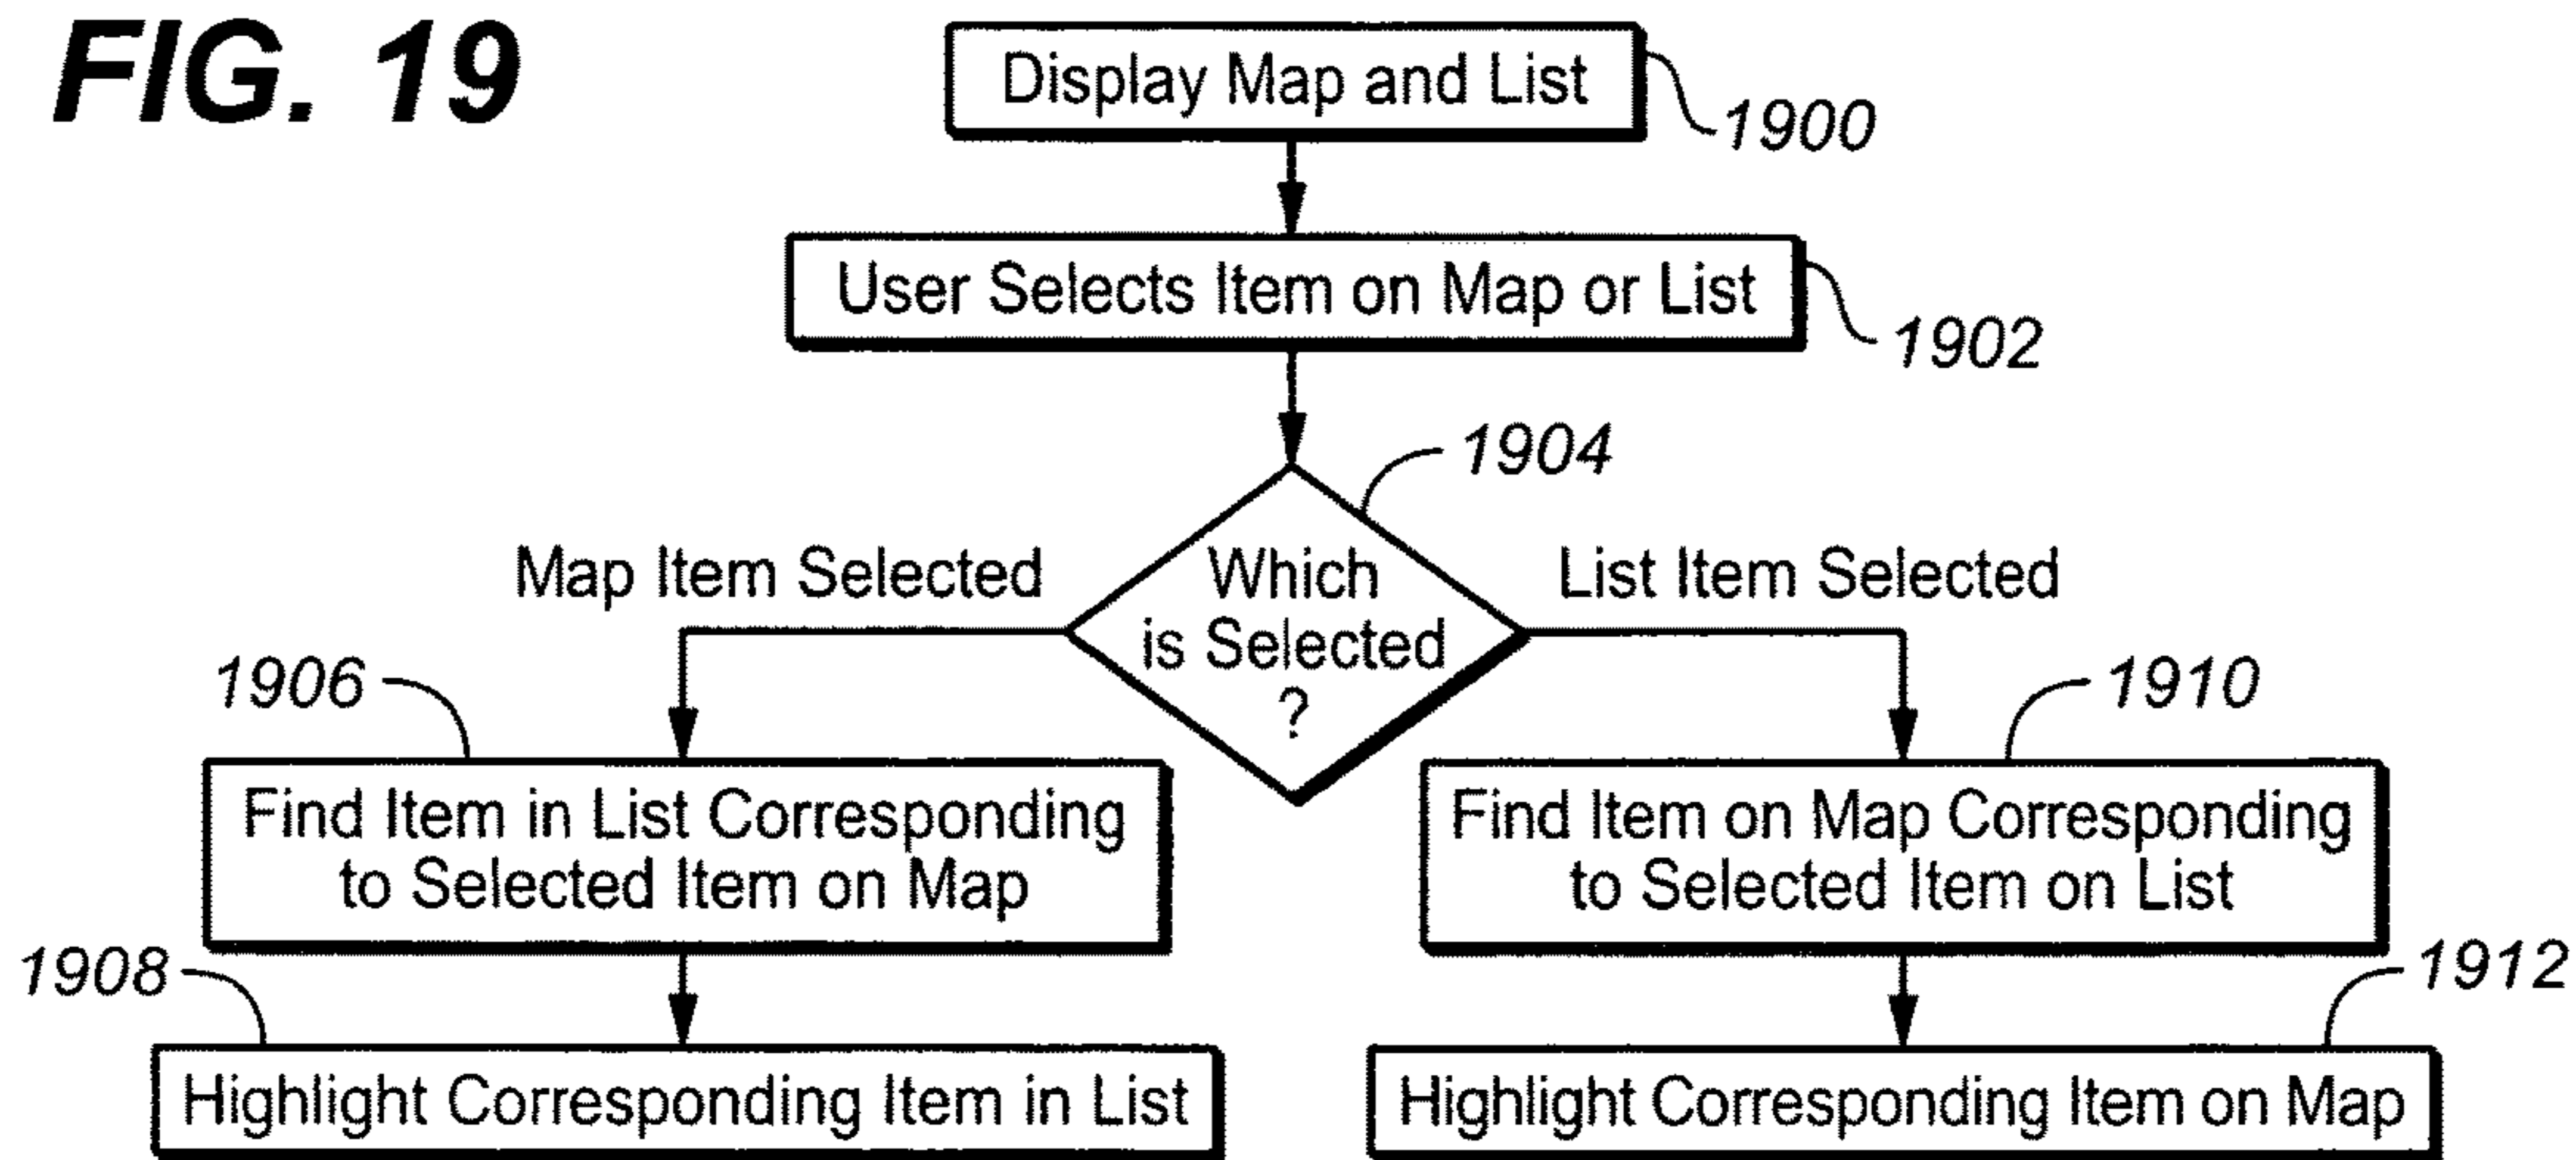 FIG. 19
Display Map and List
1900
User Selects Item on Map or List
1902
1904
Map Item Selected
Which
is Selected
?
List Item Selected
1906
Find Item in List Corresponding
to Selected Item on Map
1910
Find Item on Map Corresponding
to Selected Item on List
1908
Highlight Corresponding Item in List
1912
Highlight Corresponding Item on Map